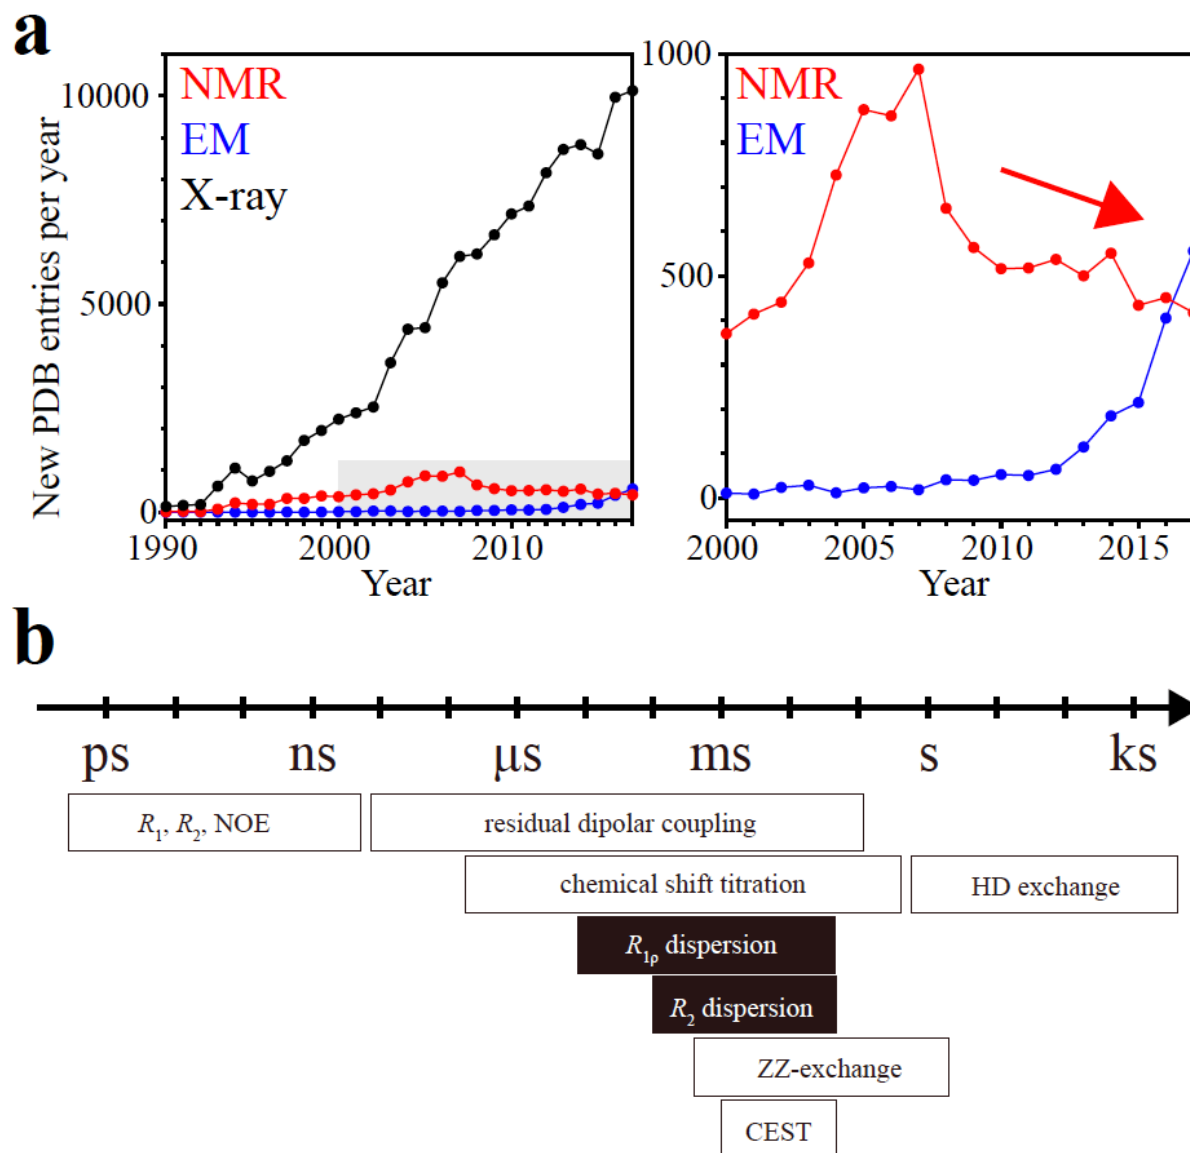 a
NMR
EM
X-ray
10000
5000
0
New PDB entries per year
1990
2000
2010
Year
NMR
EM
1000
500
0
2000
2005
2010
2015
Year
b
ps
ns
μs
ms
s
ks
R1, R2, NOE
residual dipolar coupling
chemical shift titration
HD exchange
R1ρ dispersion
R2 dispersion
ZZ-exchange
CEST